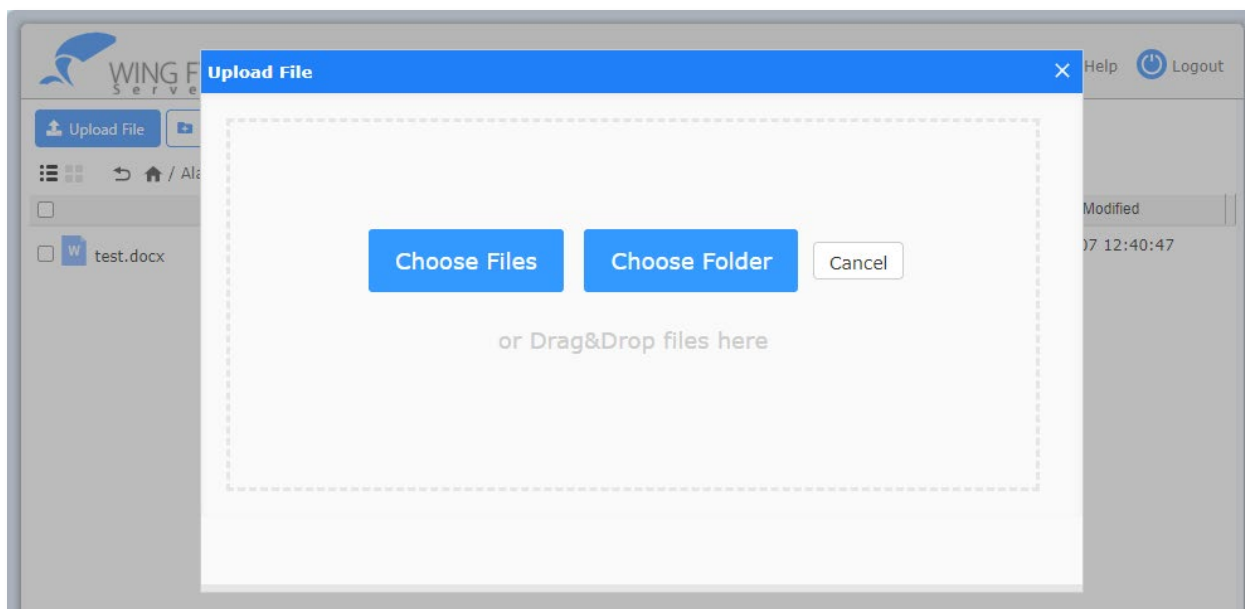 WING F
Serve
Upload File
Help
Logout
Upload File
/ Ala
Modified
W
test.docx
07 12:40:47
Choose Files
Choose Folder
Cancel
or Drag&Drop files here